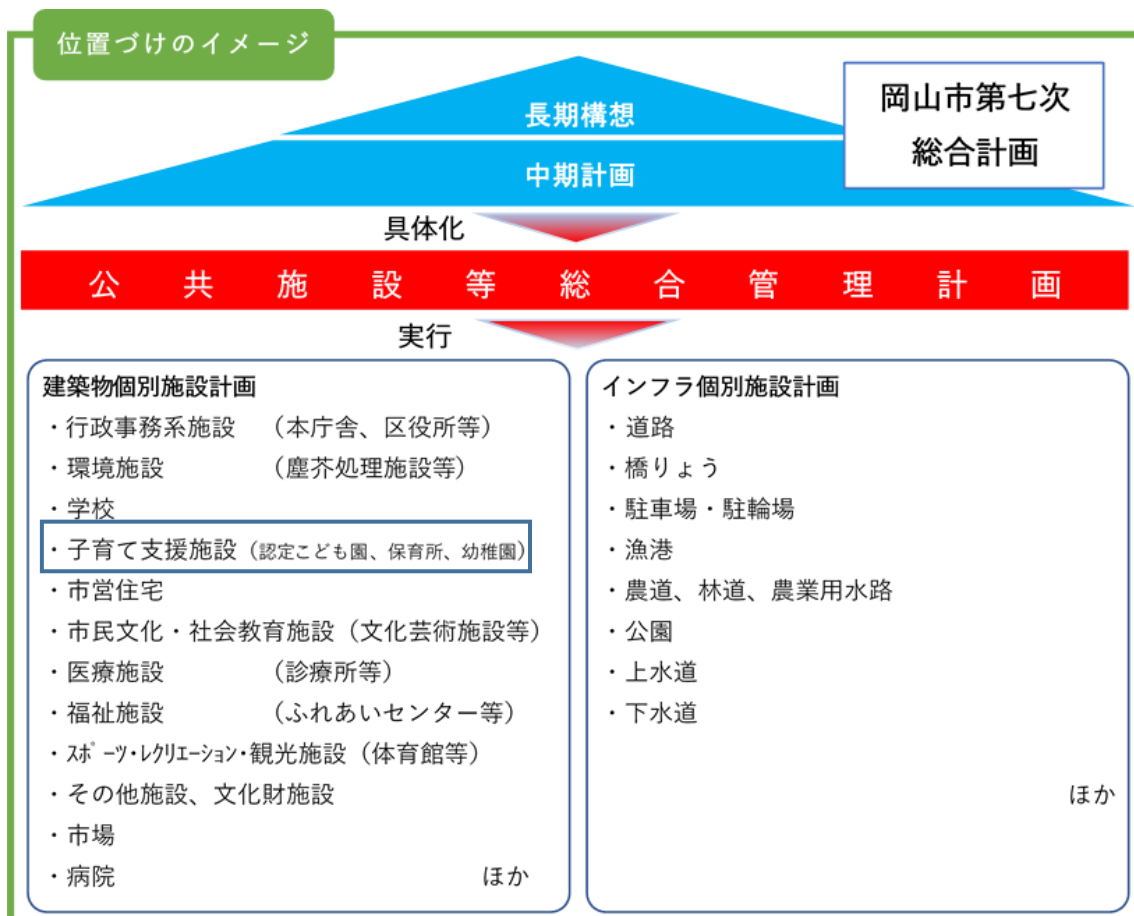 位置づけのイメージ
長期構想
中期計画
岡山市第七次
総合計画
具体化
公共施設等総合管理計画
実行
建築物個別施設計画
・行政事務系施設 （本庁舎、区役所等）
・環境施設 （塵芥処理施設等）
・学校
・子育て支援施設（認定こども園、保育所、幼稚園）
・市営住宅
・市民文化・社会教育施設（文化芸術施設等）
・医療施設 （診療所等）
・福祉施設 （ふれあいセンター等）
・ｽﾎﾟｰﾂ・ﾚｸﾘｴｰｼｮﾝ・観光施設（体育館等）
・その他施設、文化財施設
・市場
・病院 ほか
インフラ個別施設計画
・道路
・橋りょう
・駐車場・駐輪場
・漁港
・農道、林道、農業用水路
・公園
・上水道
・下水道
ほか